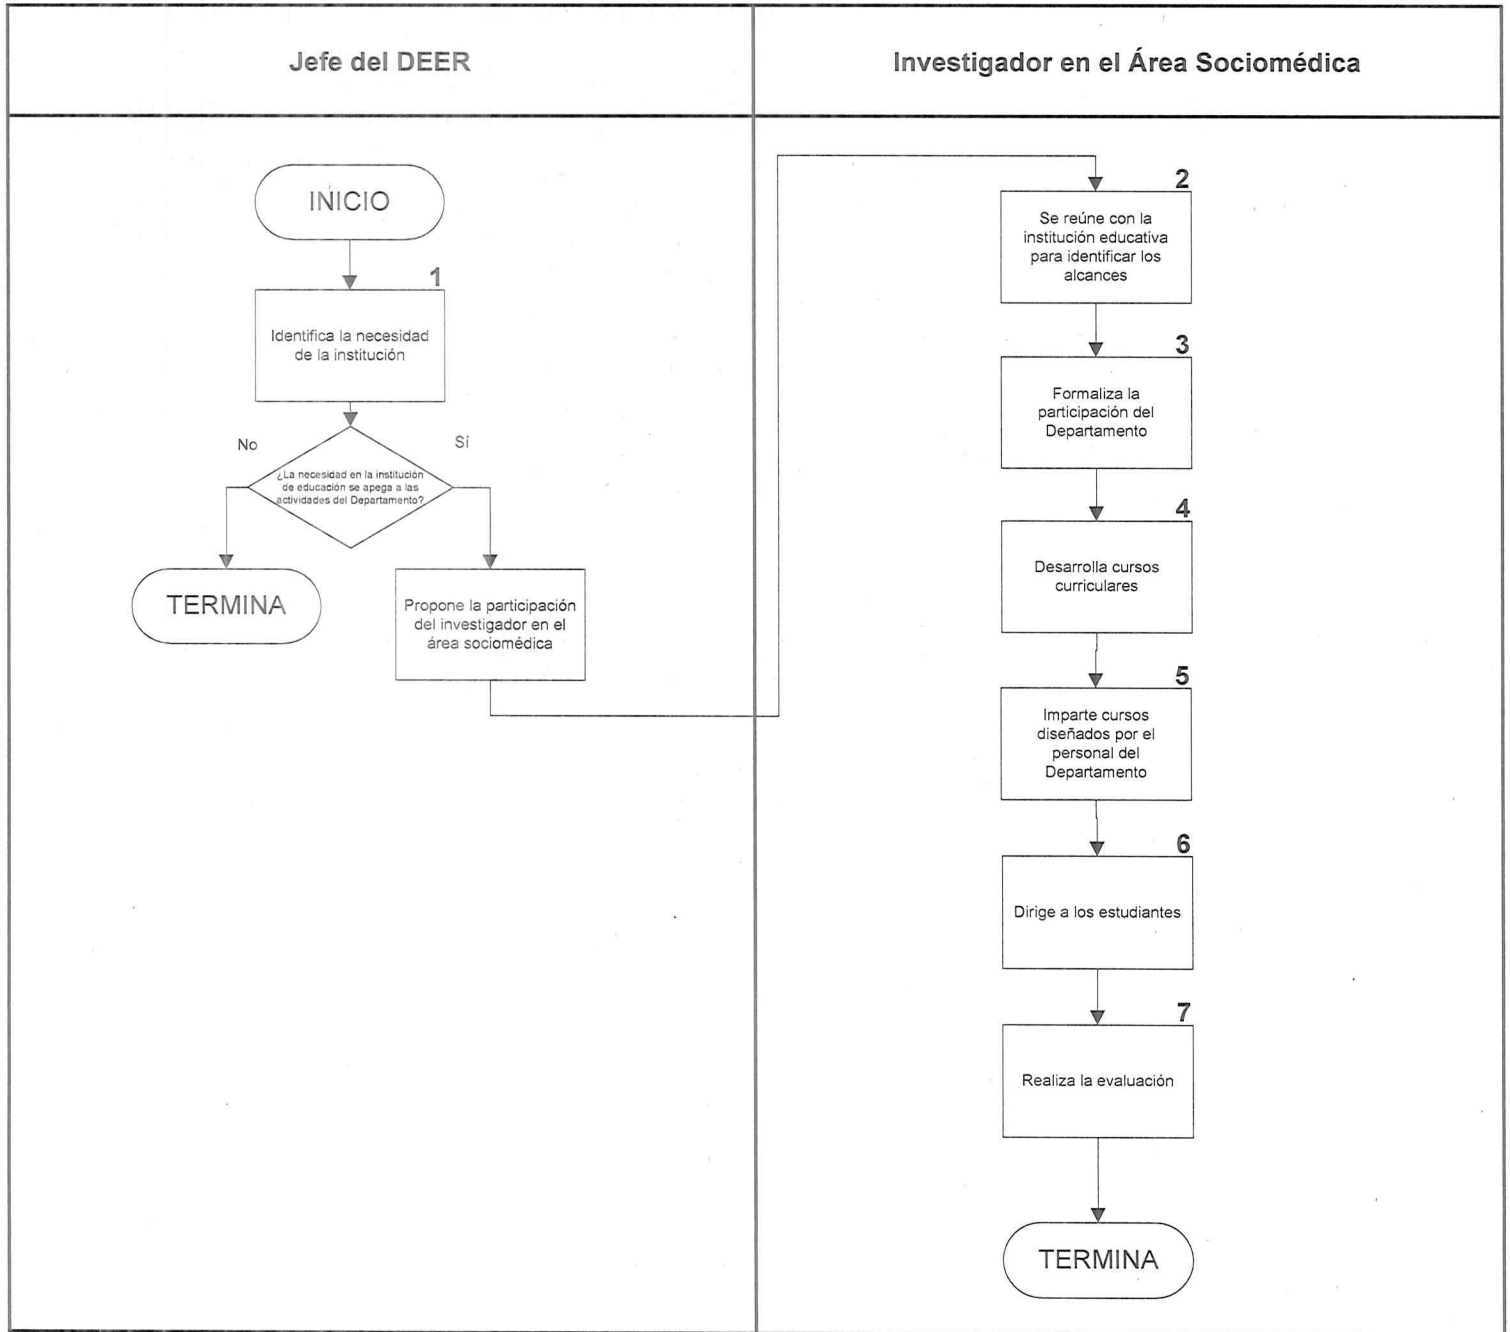 Jefe del DEER
Investigador en el Área Sociomédica
INICIO
1
Identifica la necesidad
de la institución
No
Sí
¿La necesidad en la institución
de educación se apega a las
actividades del Departamento?
TERMINA
Propone la participación
del investigador en el
área sociomédica
2
Se reúne con la
institución educativa
para identificar los
alcances
3
Formaliza la
participación del
Departamento
4
Desarrolla cursos
curriculares
5
Imparte cursos
diseñados por el
personal del
Departamento
6
Dirige a los estudiantes
7
Realiza la evaluación
TERMINA